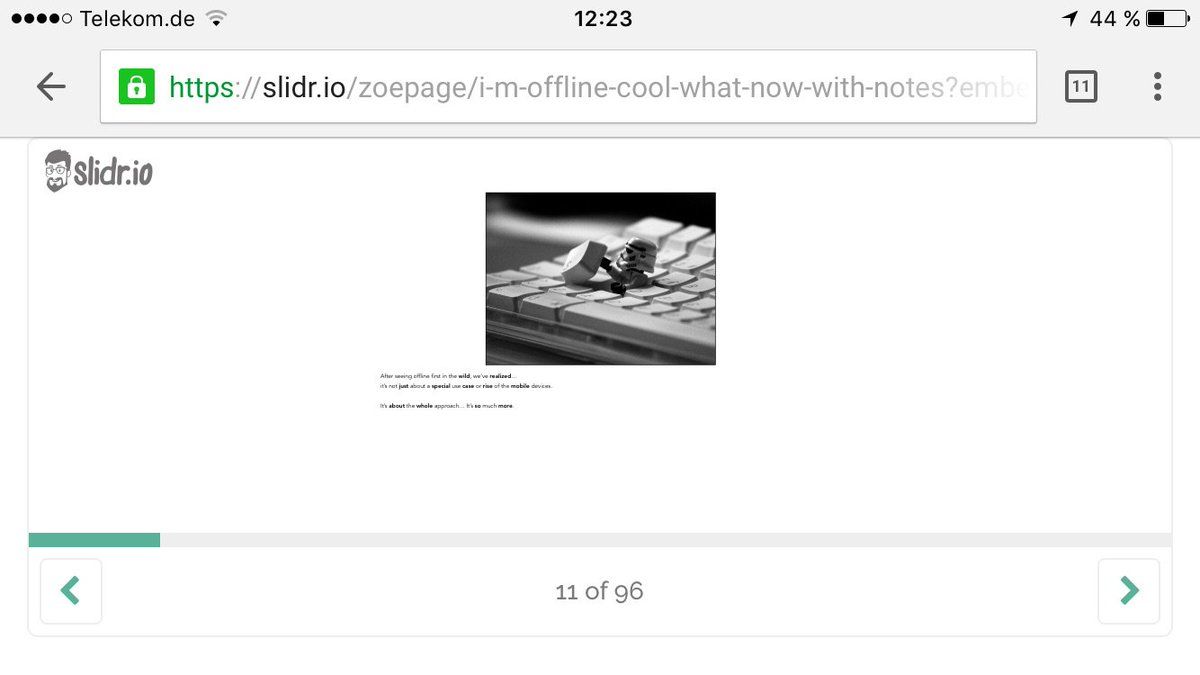 Telekom.de
12:23
44 %
https://slidr.io/zoepage/i-m-offline-cool-what-now-with-notes?embe
11
slidr.io
After seeing offline first in the wild, we've realized...
it's not just about a special use case or rise of the mobile devices.
It's about the whole approach... It's so much more.
11 of 96